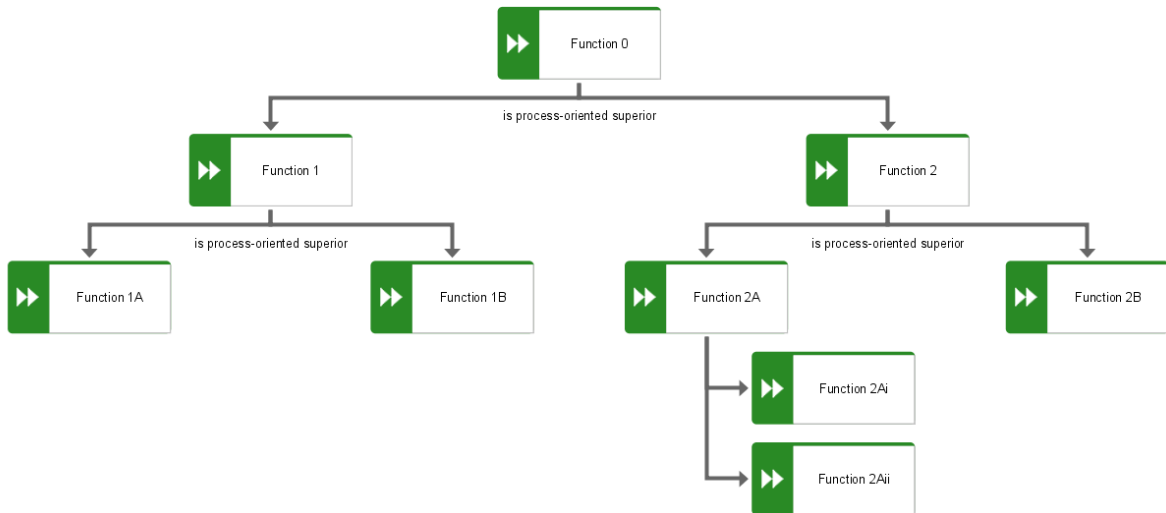 Function 0
is process-oriented superior
Function 1
Function 2
is process-oriented superior
is process-oriented superior
Function 1A
Function 1B
Function 2A
Function 2B
Function 2Ai
Function 2Aii